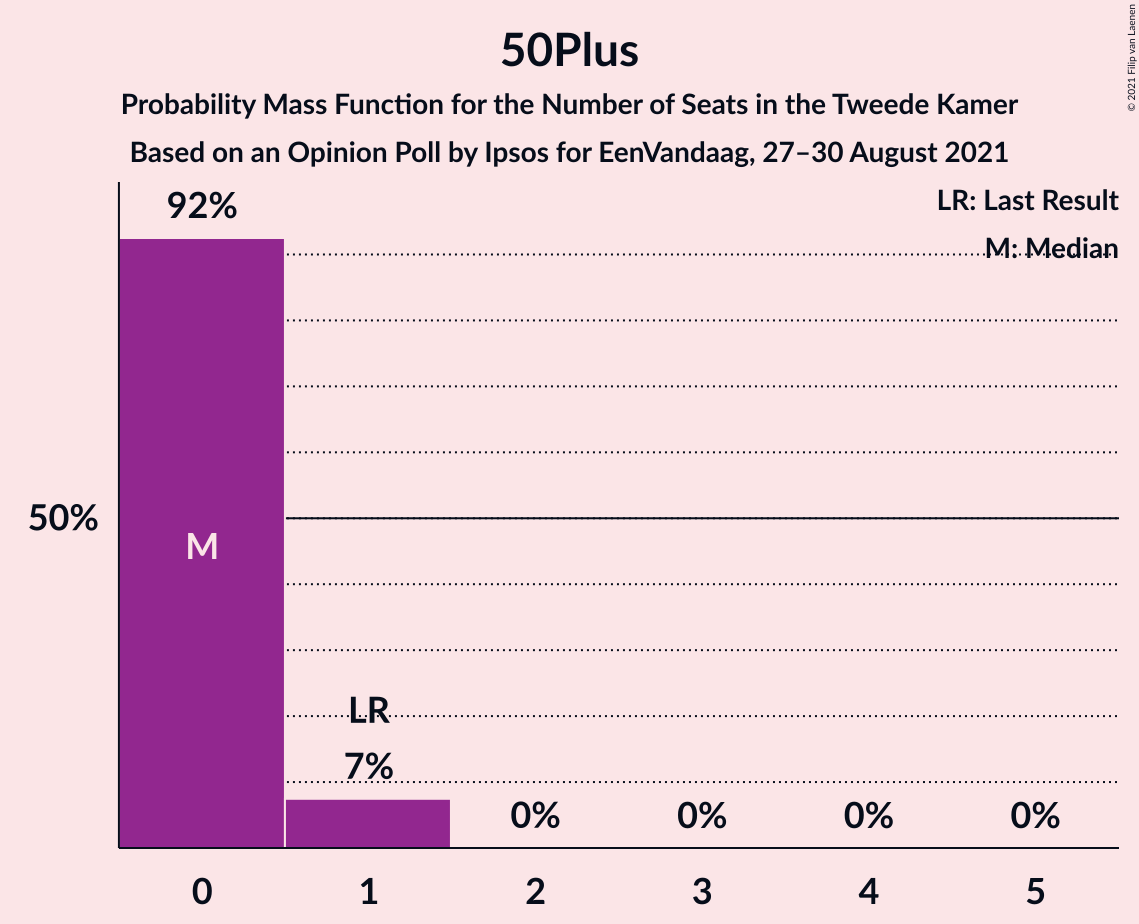 50Plus
Probability Mass Function for the Number of Seats in the Tweede Kamer
Based on an Opinion Poll by Ipsos for EenVandaag, 27–30 August 2021
© 2021 Filip van Laenen
LR: Last Result
M: Median
92%
50%
M
LR
7%
0% 0% 0% 0%
0 1 2 3 4 5